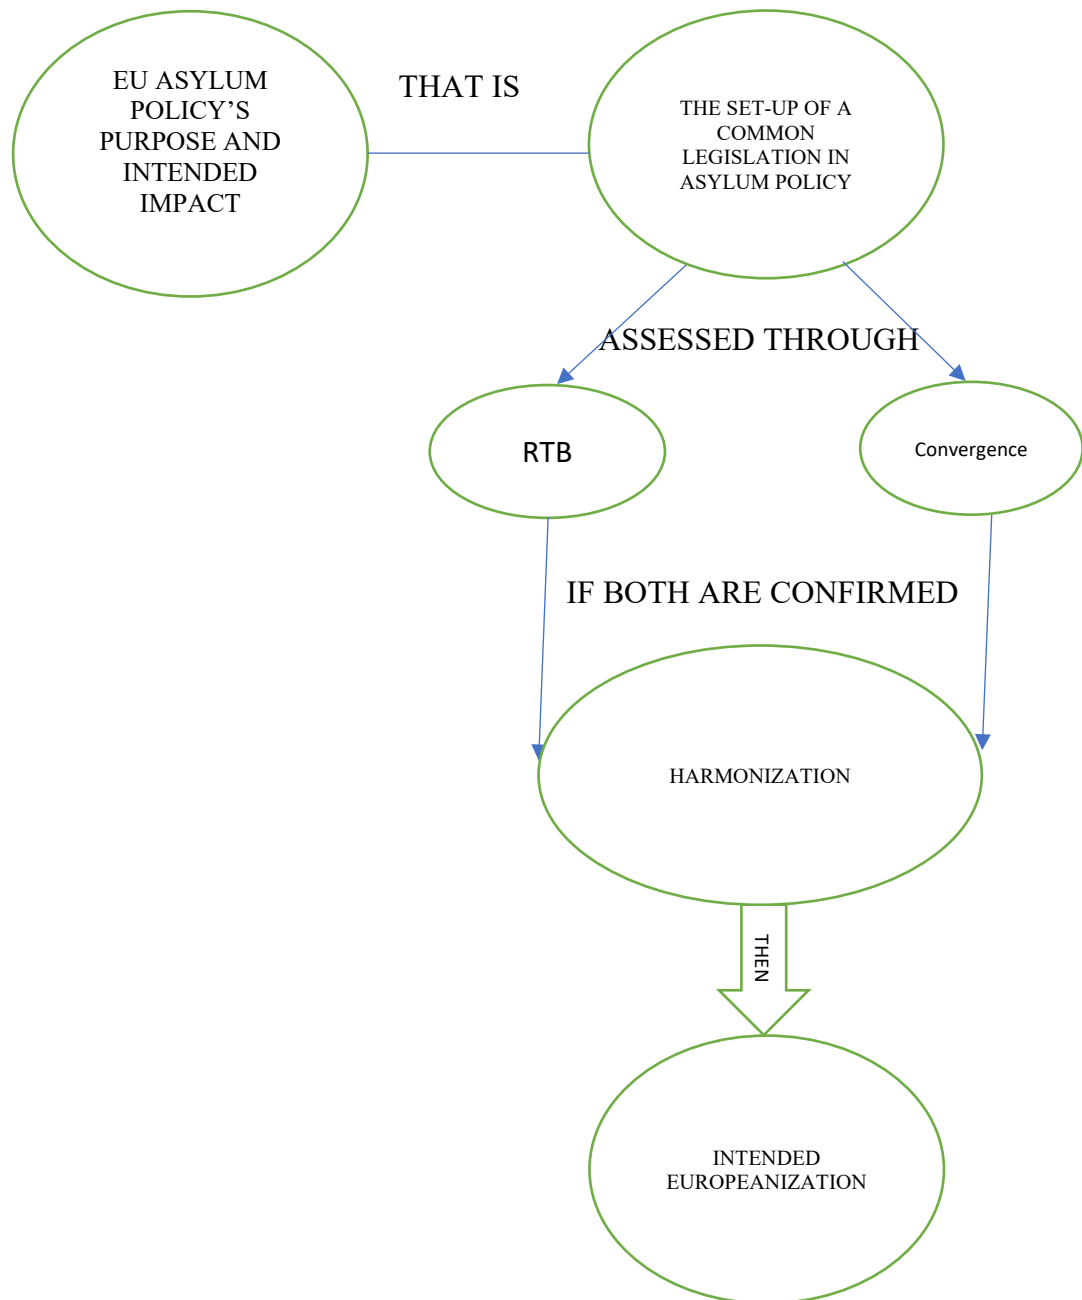 EU ASYLUM
POLICY’S
PURPOSE AND
INTENDED
IMPACT
THAT IS
THE SET-UP OF A
COMMON
LEGISLATION IN
ASYLUM POLICY
ASSESSED THROUGH
RTB
Convergence
IF BOTH ARE CONFIRMED
HARMONIZATION
THEN
INTENDED
EUROPEANIZATION